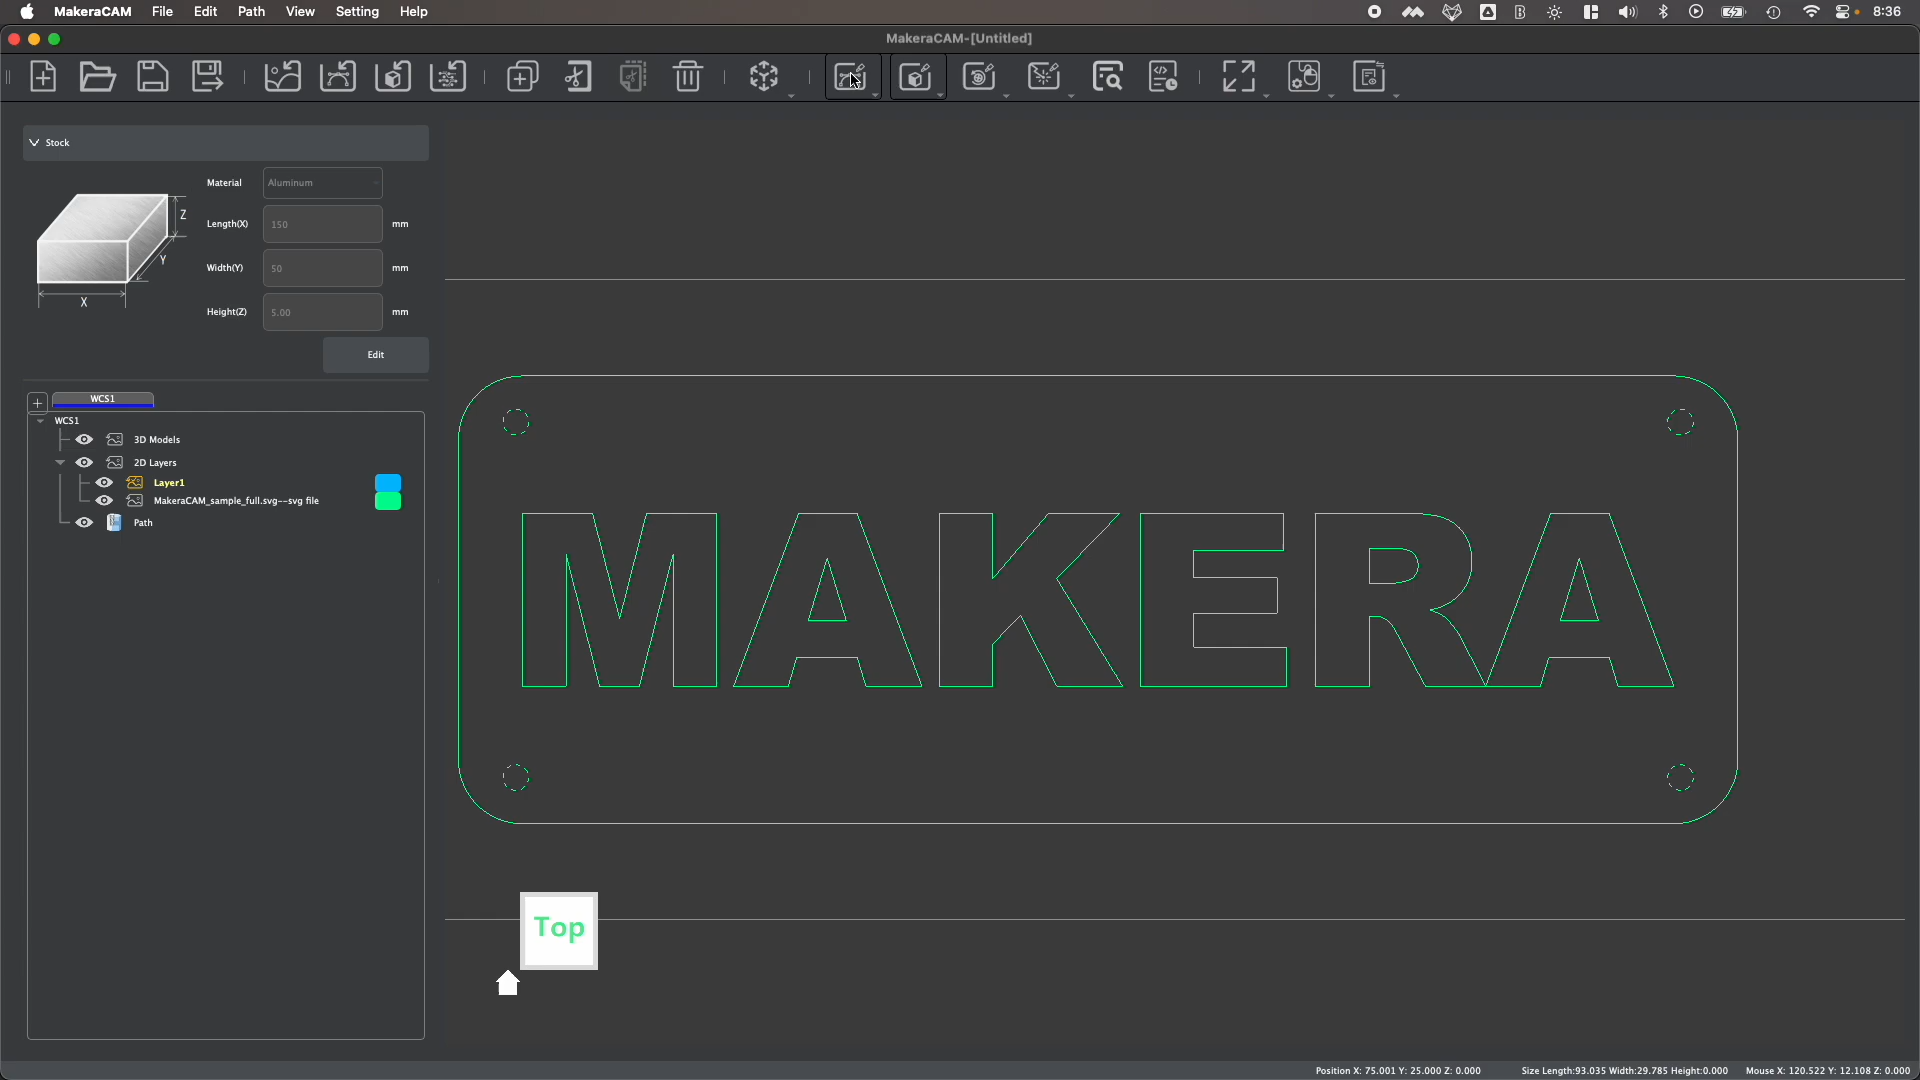 MakeraCAM File Edit Path View Setting Help 8:36
MakeraCAM-[Untitled]
Stock
Material Aluminum
Length(X) 150 mm
Width(Y) 50 mm
Height(Z) 5.00 mm
Z
Y
X
Edit
+ WCS1
WCS1
3D Models
2D Layers
Layer1
MakeraCAM_sample_full.svg--svg file
Path
MAKERA
Top
Position X: 75.001 Y: 25.000 Z: 0.000 Size Length:93.035 Width:29.785 Height:0.000 Mouse X: 120.522 Y: 12.108 Z: 0.000